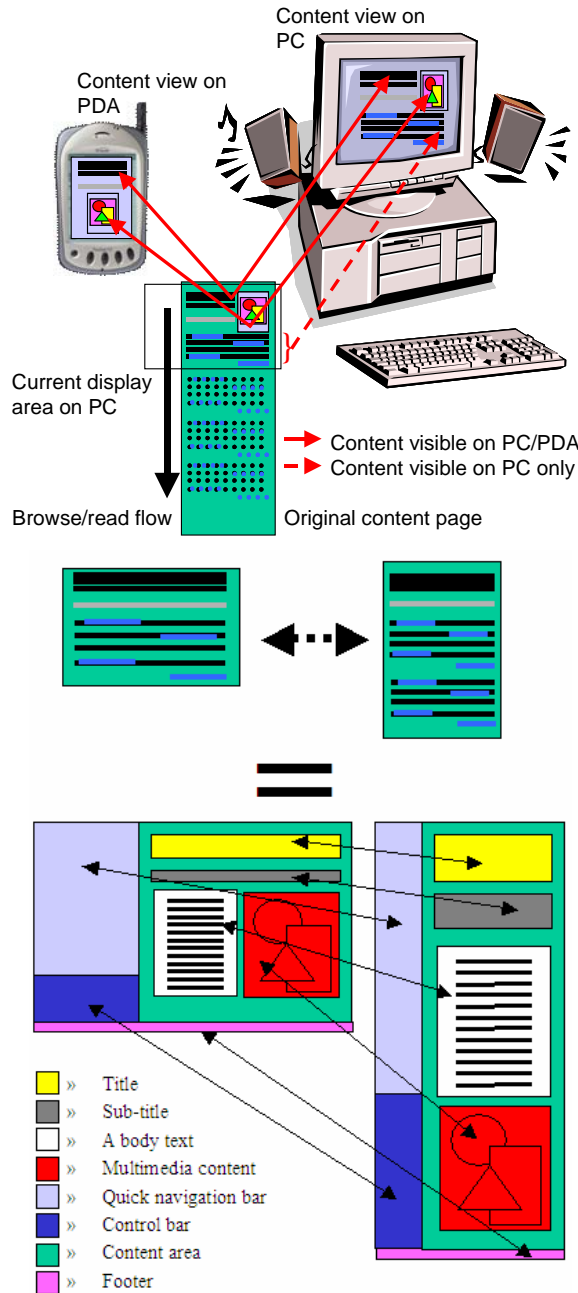 Content view on
PC
Content view on
PDA
Current display
area on PC
Content visible on PC/PDA
Content visible on PC only
Browse/read flow
Original content page
» Title
» Sub-title
» A body text
» Multimedia content
» Quick navigation bar
» Control bar
» Content area
» Footer